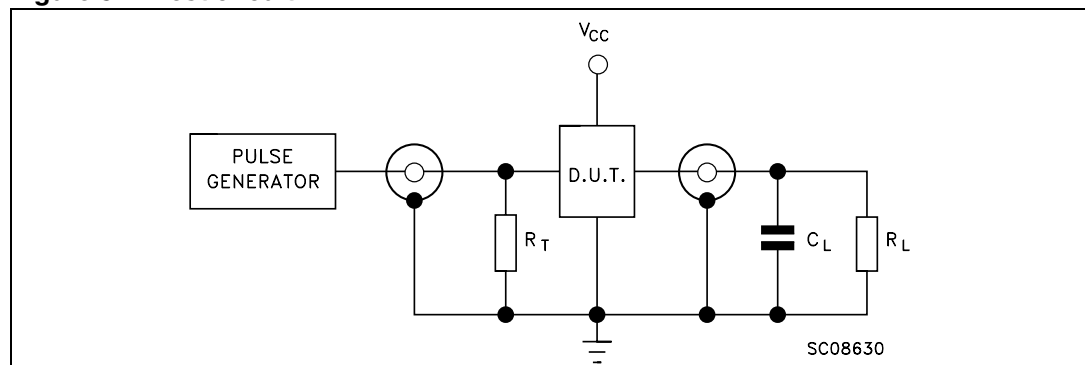 V_CC
PULSE
GENERATOR
D.U.T.
R_T
C_L
R_L
SC08630